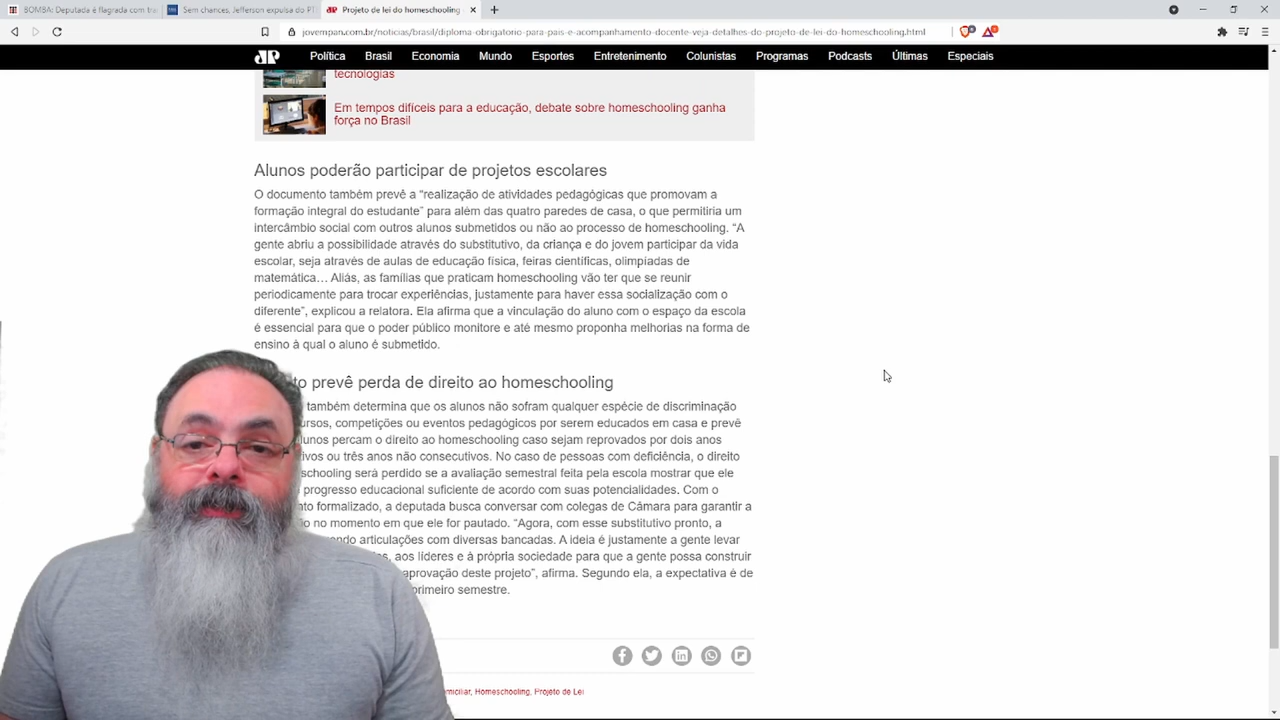 BOMBA: Deputada é flagrada com tra
Sem chances, Jefferson expulsa do PT
Projeto de lei do homeschooling
jovempan.com.br/noticias/brasil/diploma-obrigatorio-para-pais-e-acompanhamento-docente-veja-detalhes-do-projeto-de-lei-do-homeschooling.html
JP Política Brasil Economia Mundo Esportes Entretenimento Colunistas Programas Podcasts Últimas Especiais
tecnologias
Em tempos difíceis para a educação, debate sobre homeschooling ganha
força no Brasil
Alunos poderão participar de projetos escolares
O documento também prevê a “realização de atividades pedagógicas que promovam a
formação integral do estudante” para além das quatro paredes de casa, o que permitiria um
intercâmbio social com outros alunos submetidos ou não ao processo de homeschooling. “A
gente abriu a possibilidade através do substitutivo, da criança e do jovem participar da vida
escolar, seja através de aulas de educação física, feiras científicas, olimpíadas de
matemática… Aliás, as famílias que praticam homeschooling vão ter que se reunir
periodicamente para trocar experiências, justamente para haver essa socialização com o
diferente”, explicou a relatora. Ela afirma que a vinculação do aluno com o espaço da escola
é essencial para que o poder público monitore e até mesmo proponha melhorias na forma de
ensino à qual o aluno é submetido.
to prevê perda de direito ao homeschooling
também determina que os alunos não sofram qualquer espécie de discriminação
ursos, competições ou eventos pedagógicos por serem educados em casa e prevê
lunos percam o direito ao homeschooling caso sejam reprovados por dois anos
tivos ou três anos não consecutivos. No caso de pessoas com deficiência, o direito
schooling será perdido se a avaliação semestral feita pela escola mostrar que ele
progresso educacional suficiente de acordo com suas potencialidades. Com o
nto formalizado, a deputada busca conversar com colegas de Câmara para garantir a
o no momento em que ele for pautado. “Agora, com esse substitutivo pronto, a
ndo articulações com diversas bancadas. A ideia é justamente a gente levar
s, aos líderes e à própria sociedade para que a gente possa construir
aprovação deste projeto”, afirma. Segundo ela, a expectativa é de
primeiro semestre.
miciliar, Homeschooling, Projeto de Lei